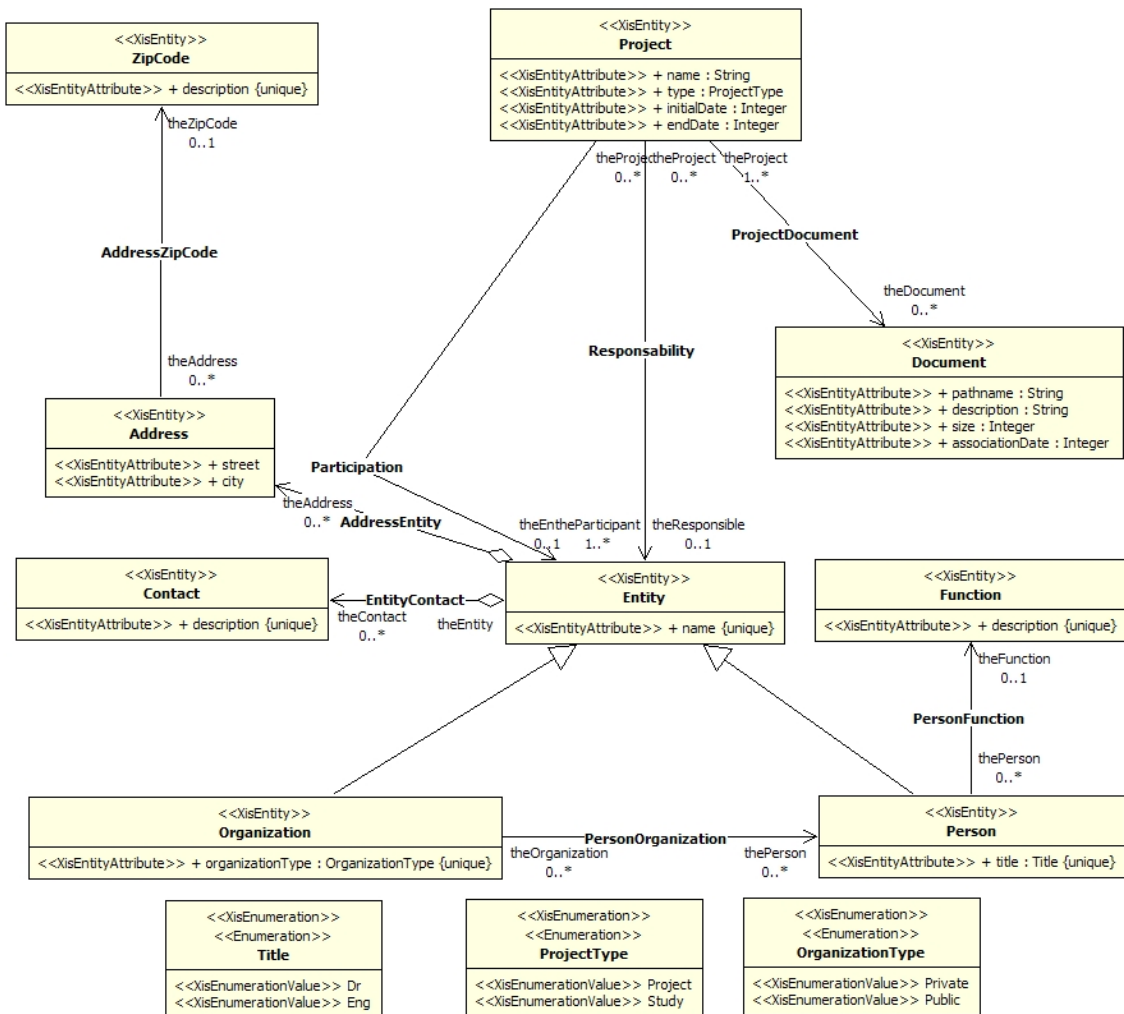 <<XisEntity>>
ZipCode
<<XisEntityAttribute>> + description {unique}
<<XisEntity>>
Project
<<XisEntityAttribute>> + name : String
<<XisEntityAttribute>> + type : ProjectType
<<XisEntityAttribute>> + initialDate : Integer
<<XisEntityAttribute>> + endDate : Integer
theZipCode
0..1
theProject
0..*
theProject
0..*
theProject
1..*
AddressZipCode
ProjectDocument
theDocument
0..*
theAddress
0..*
Responsability
<<XisEntity>>
Document
<<XisEntityAttribute>> + pathname : String
<<XisEntityAttribute>> + description : String
<<XisEntityAttribute>> + size : Integer
<<XisEntityAttribute>> + associationDate : Integer
<<XisEntity>>
Address
<<XisEntityAttribute>> + street
<<XisEntityAttribute>> + city
Participation
theAddress
0..*
AddressEntity
theEntheParticipant
0..1
1..*
theResponsible
0..1
<<XisEntity>>
Contact
<<XisEntityAttribute>> + description {unique}
EntityContact
theContact
0..*
theEntity
<<XisEntity>>
Entity
<<XisEntityAttribute>> + name {unique}
<<XisEntity>>
Function
<<XisEntityAttribute>> + description {unique}
theFunction
0..1
PersonFunction
thePerson
0..*
<<XisEntity>>
Organization
<<XisEntityAttribute>> + organizationType : OrganizationType {unique}
PersonOrganization
theOrganization
0..*
thePerson
0..*
<<XisEntity>>
Person
<<XisEntityAttribute>> + title : Title {unique}
<<XisEnumeration>>
<<Enumeration>>
Title
<<XisEnumerationValue>> Dr
<<XisEnumerationValue>> Eng
<<XisEnumeration>>
<<Enumeration>>
ProjectType
<<XisEnumerationValue>> Project
<<XisEnumerationValue>> Study
<<XisEnumeration>>
<<Enumeration>>
OrganizationType
<<XisEnumerationValue>> Private
<<XisEnumerationValue>> Public